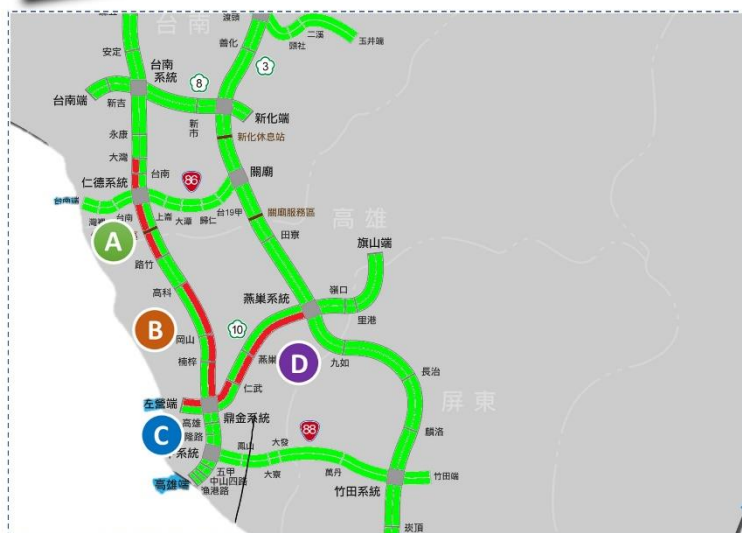 渡頭
台南
善化
頭社
二溪
玉井端
安定
3
台南
系統
8
台南端
新吉
新市
新化端
永康
新化休息站
大灣
台南
關廟
仁德系統
86
台南端
台南
上崙
大潭
歸仁
台19甲
關廟服務區
高雄
A
田寮
旗山端
路竹
高科
燕巢系統
嶺口
里港
B
10
岡山
燕巢
D
九如
楠梓
長治
仁武
左營端
屏東
鼎金系統
高雄
88
麟洛
C
隆路
系統
鳳山
大發
五甲
大寮
萬丹
竹田端
高雄端
中山四路
漁港路
竹田系統
崁頂